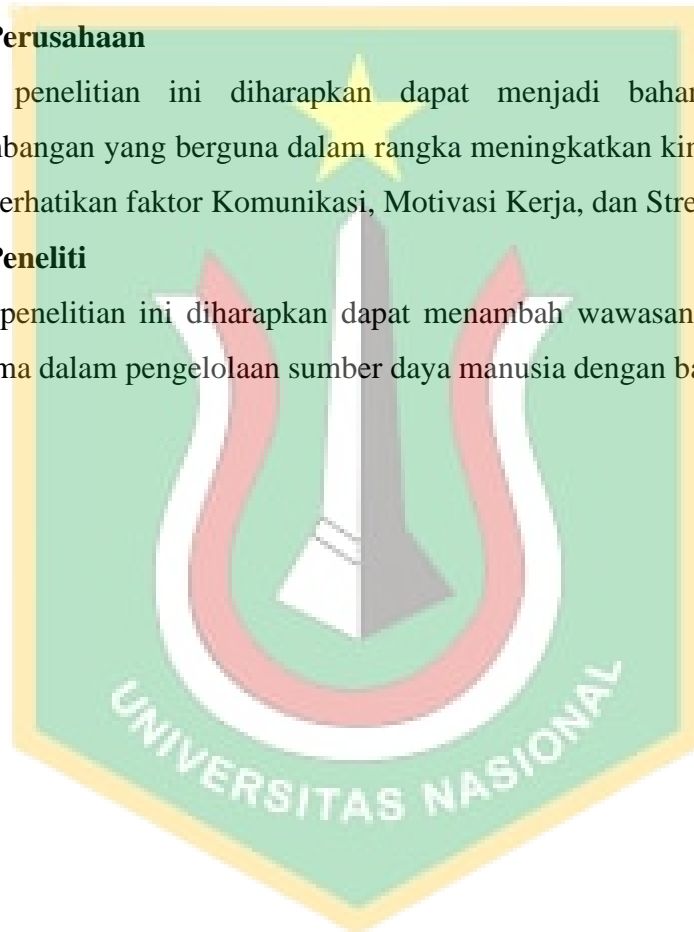 Perusahaan
penelitian ini diharapkan dapat menjadi bahan
mbangan yang berguna dalam rangka meningkatkan kin
erhatikan faktor Komunikasi, Motivasi Kerja, dan Stre
Peneliti
penelitian ini diharapkan dapat menambah wawasan
ma dalam pengelolaan sumber daya manusia dengan ba
UNIVERSITAS NASIONAL